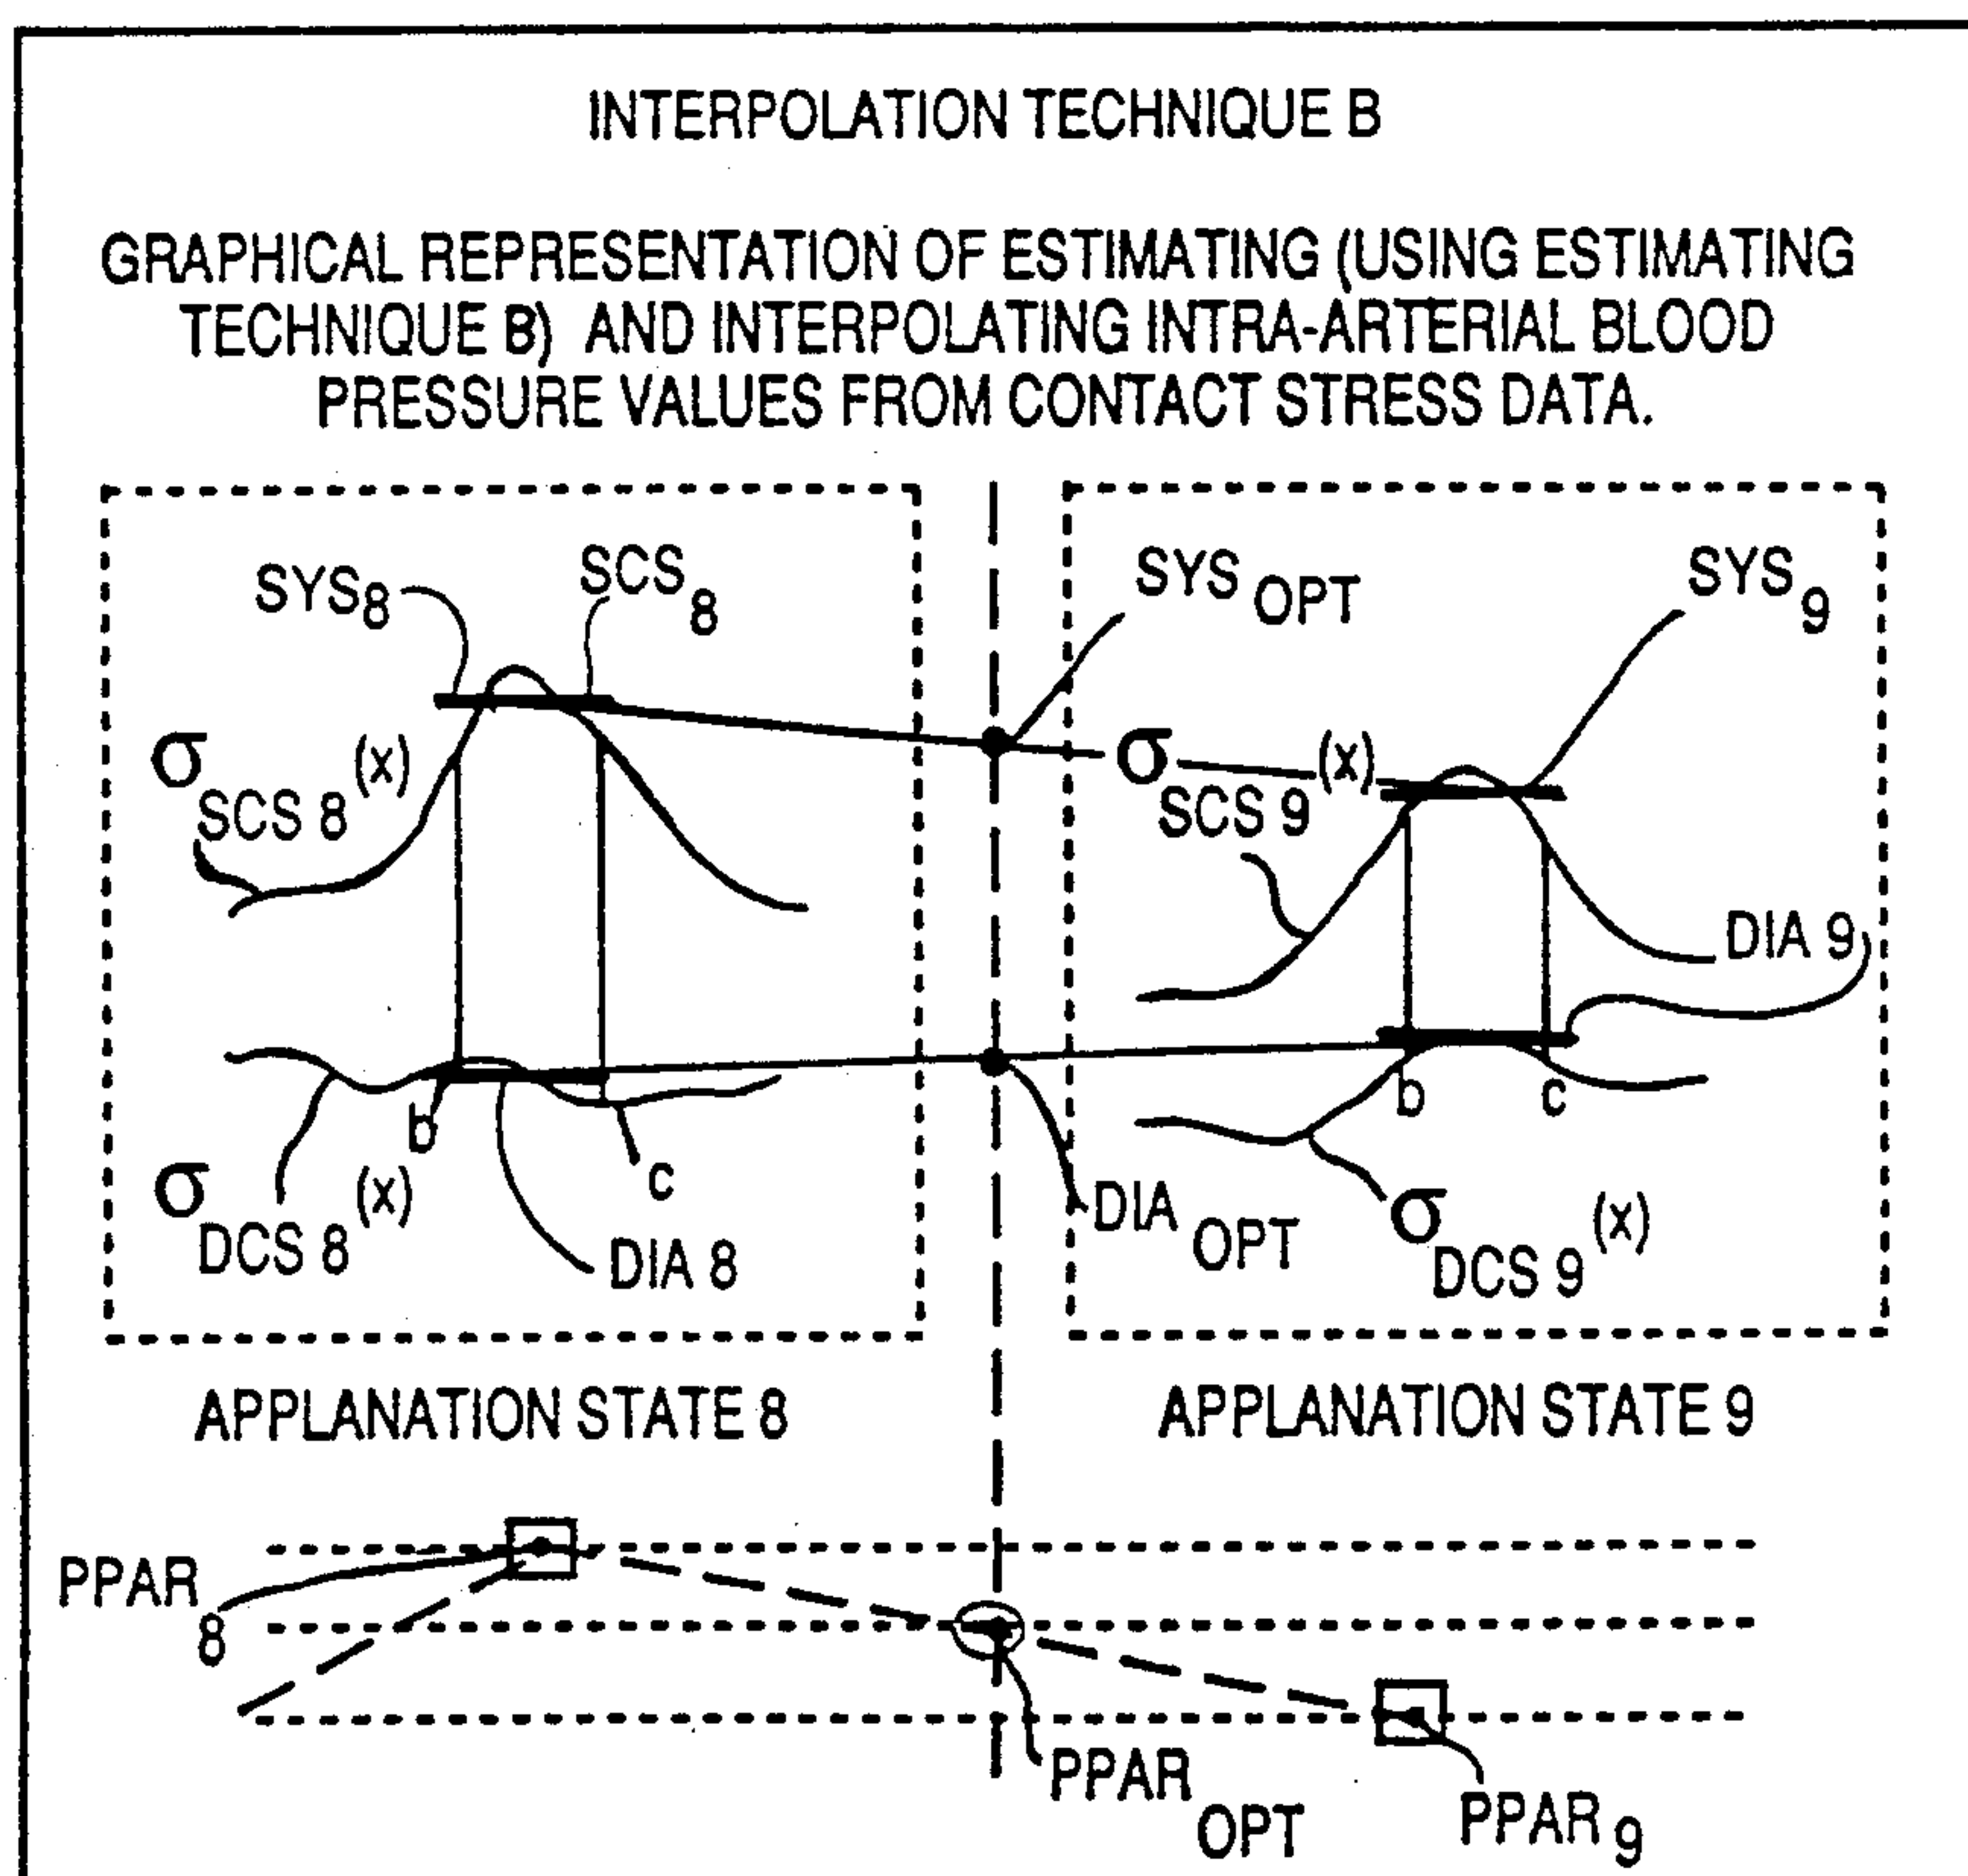 INTERPOLATION TECHNIQUE B
GRAPHICAL REPRESENTATION OF ESTIMATING (USING ESTIMATING
TECHNIQUE B) AND INTERPOLATING INTRA-ARTERIAL BLOOD
PRESSURE VALUES FROM CONTACT STRESS DATA.
SYS8
SCS8
σSCS 8(x)
b
c
σDCS 8(x)
DIA 8
SYS OPT
SYS9
σSCS 9(x)
DIA 9
b
c
DIA OPT
σDCS 9(x)
APPLANATION STATE 8
APPLANATION STATE 9
PPAR8
PPAR OPT
PPAR9